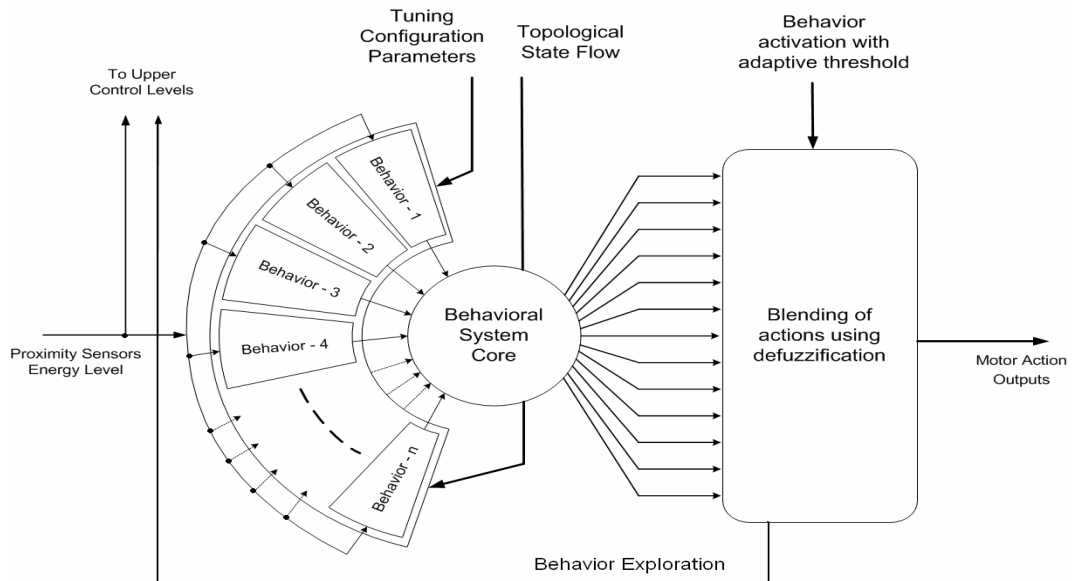 Tuning
Configuration
Parameters
Topological
State Flow
Behavior
activation with
adaptive threshold
To Upper
Control Levels
Behavior - 1
Behavior - 2
Behavior - 3
Behavior - 4
Behavior - n
Proximity Sensors
Energy Level
Behavioral
System
Core
Blending of
actions using
defuzzification
Motor Action
Outputs
Behavior Exploration